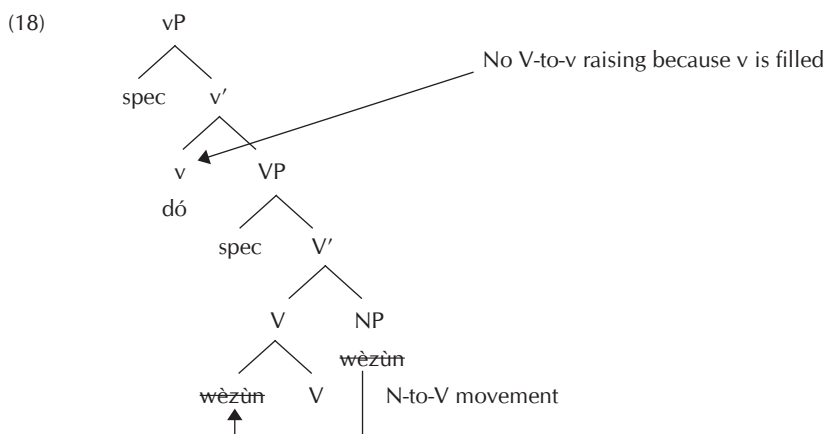 (18)
vP
No V-to-v raising because v is filled
spec v′
v VP
dó
spec V′
V NP
wèzùn
wèzùn V N-to-V movement